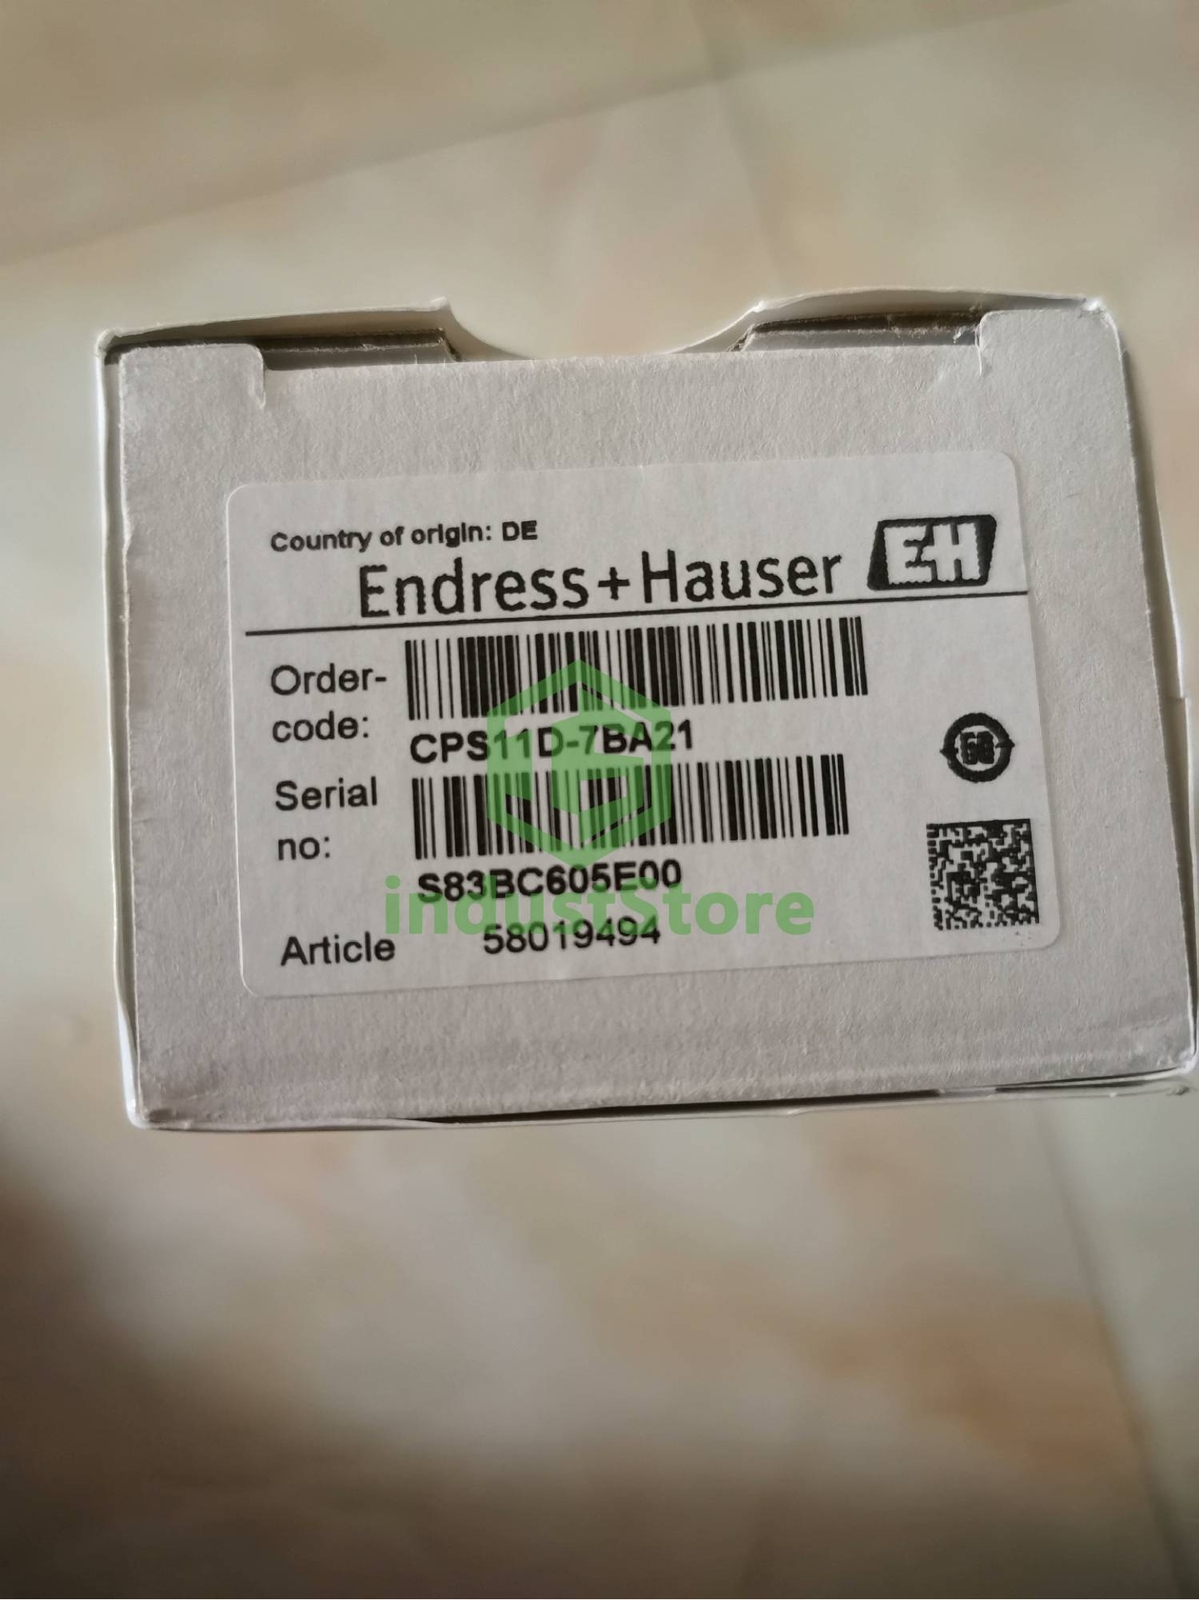 Country of origin: DE
Endress+Hauser EH
Order-
code:
CPS11D-7BA21
Serial
no:
S83BC605E00
Article 58019494
industStore